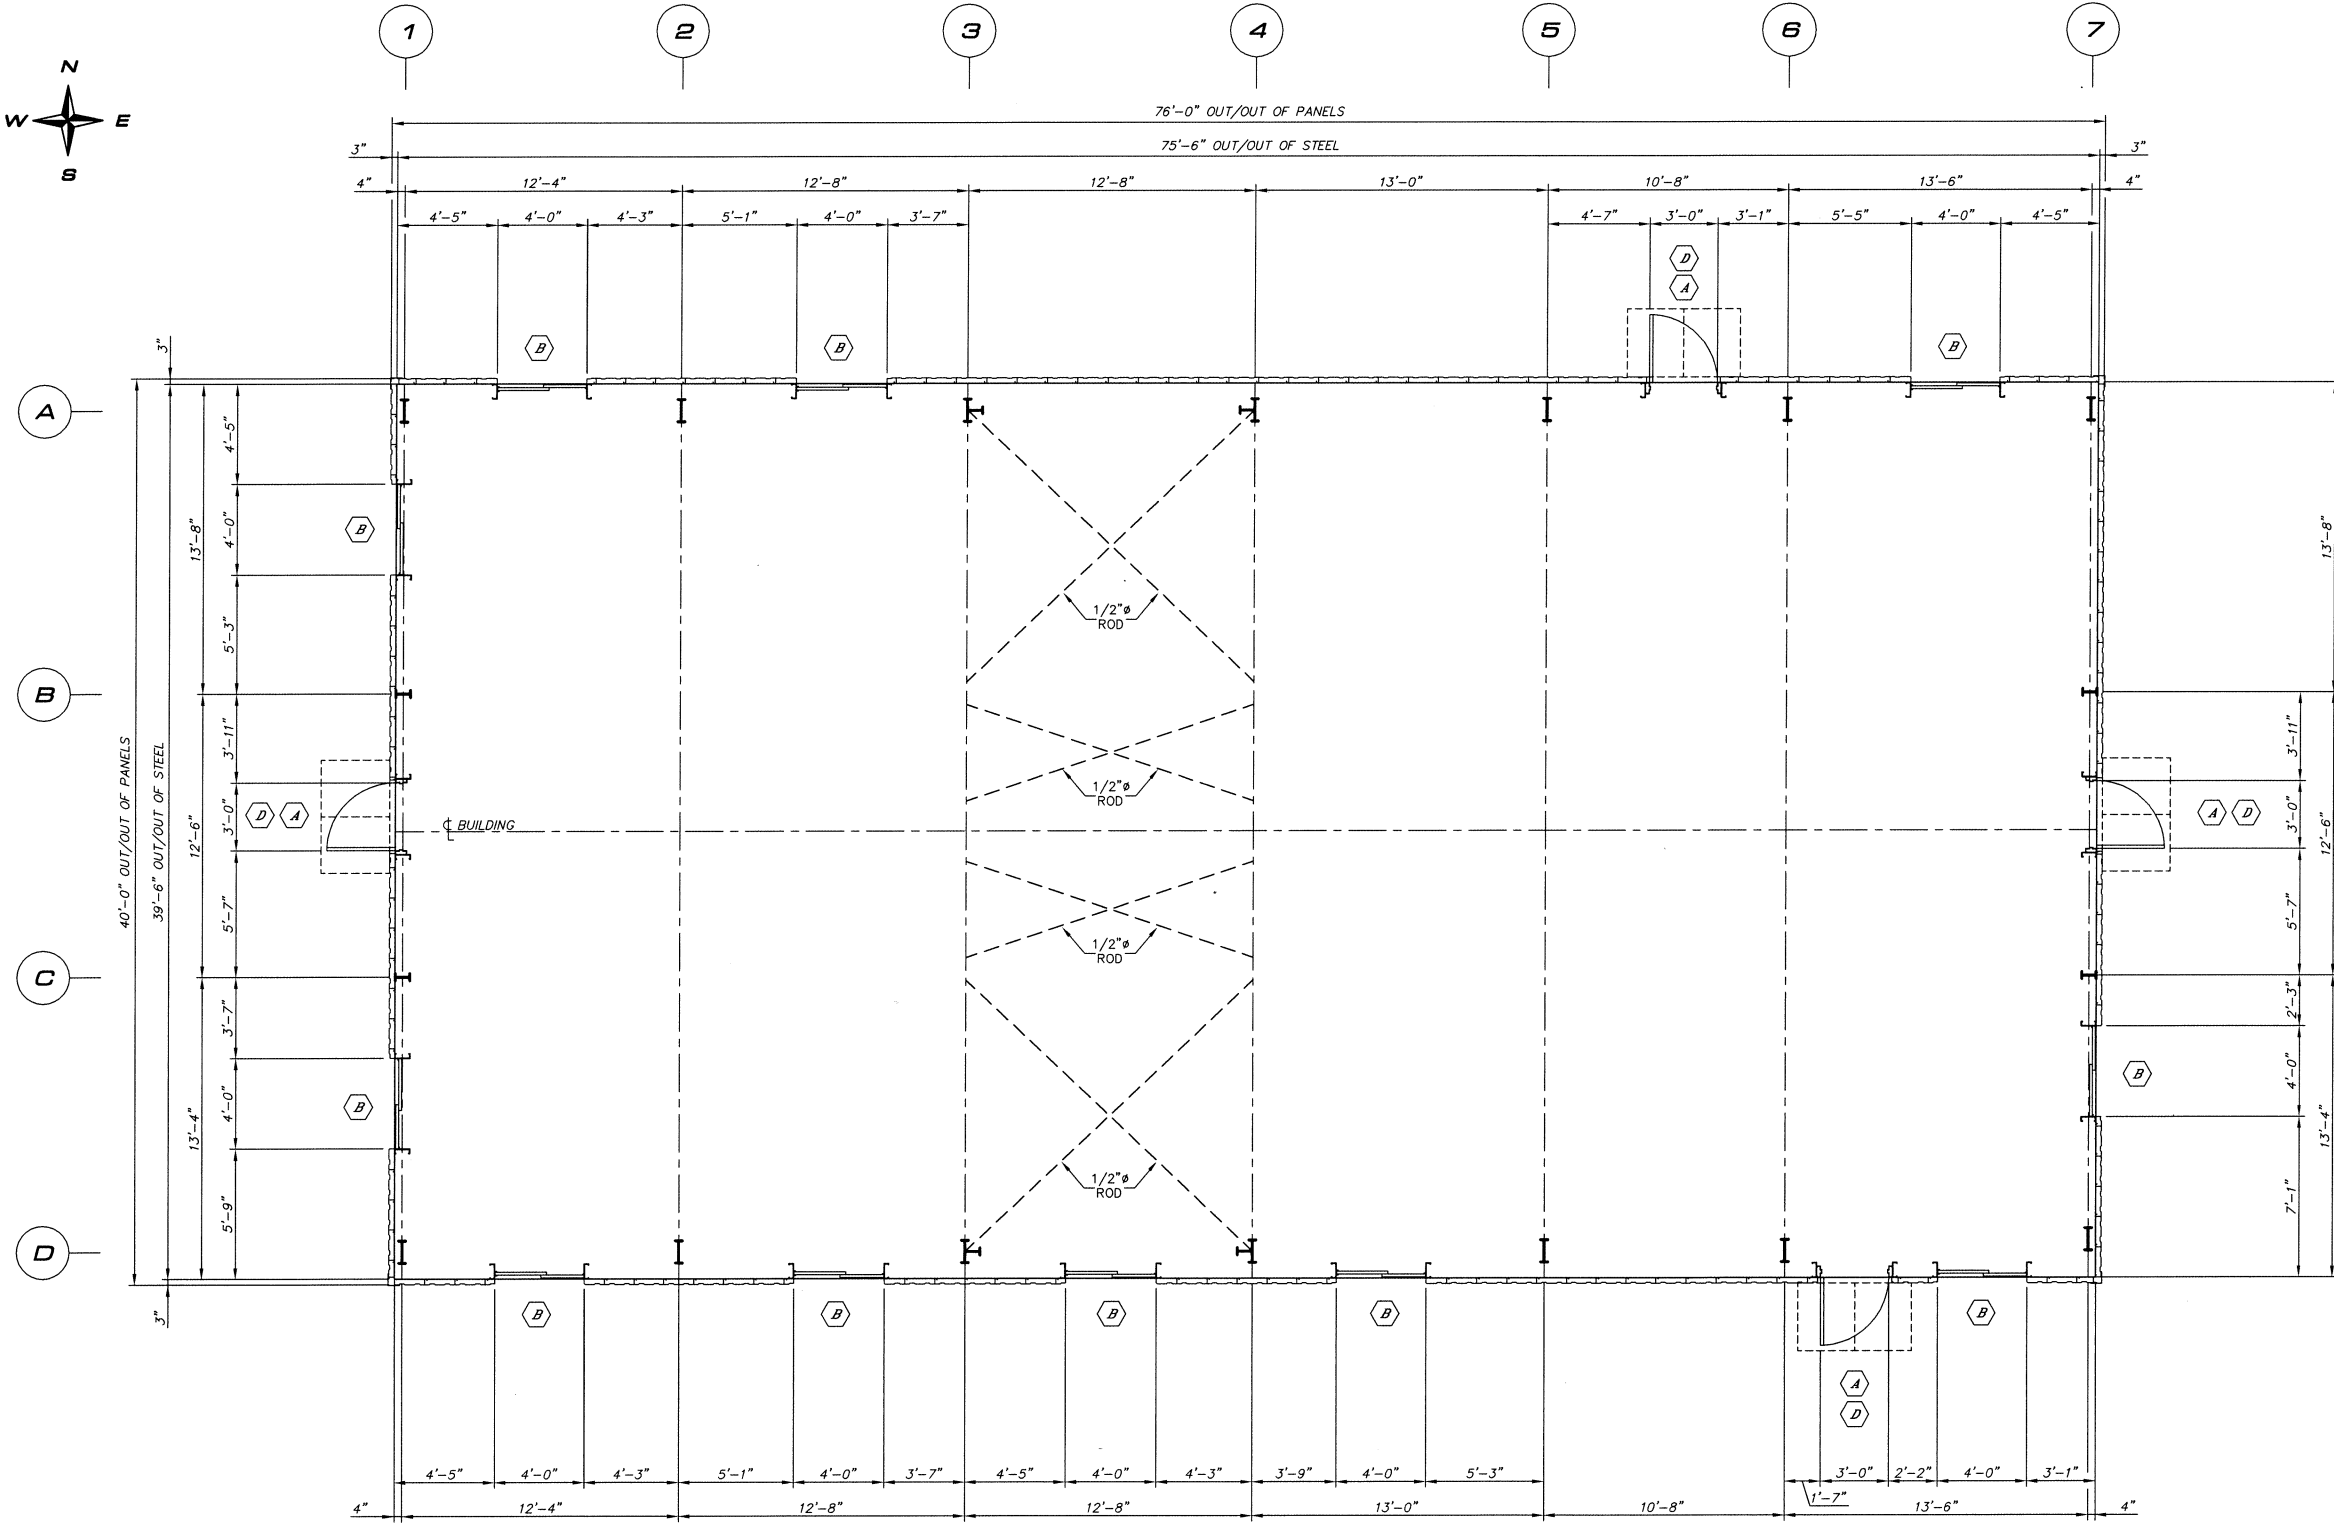 1 2 3 4 5 6 7
N
W E
S
76'-0" OUT/OUT OF PANELS
3" 75'-6" OUT/OUT OF STEEL 3"
4" 12'-4" 12'-8" 12'-8" 13'-0" 10'-8" 13'-6" 4"
4'-5" 4'-0" 4'-3" 5'-1" 4'-0" 3'-7" 4'-7" 3'-0" 3'-1" 5'-5" 4'-0" 4'-5"
D
A
B B B
3"
A
4'-5"
B 4'-0"
13'-8" 13'-8"
1/2"ø
ROD
5'-3"
B
3'-11" 3'-11"
1/2"ø
ROD
40'-0" OUT/OUT OF PANELS
39'-6" OUT/OUT OF STEEL
12'-6" 3'-0" D A A D 3'-0" 12'-6"
℄ BUILDING
5'-7" 5'-7"
1/2"ø
ROD
C
3'-7" 2'-3"
B 4'-0"
4'-0" B
13'-4" 13'-4"
1/2"ø
ROD
5'-9" 7'-1"
D
3"
B B B B B
A
D
4'-5" 4'-0" 4'-3" 5'-1" 4'-0" 3'-7" 4'-5" 4'-0" 4'-3" 3'-9" 4'-0" 5'-3" 3'-0" 2'-2" 4'-0" 3'-1"
1'-7"
4" 12'-4" 12'-8" 12'-8" 13'-0" 10'-8" 13'-6" 4"